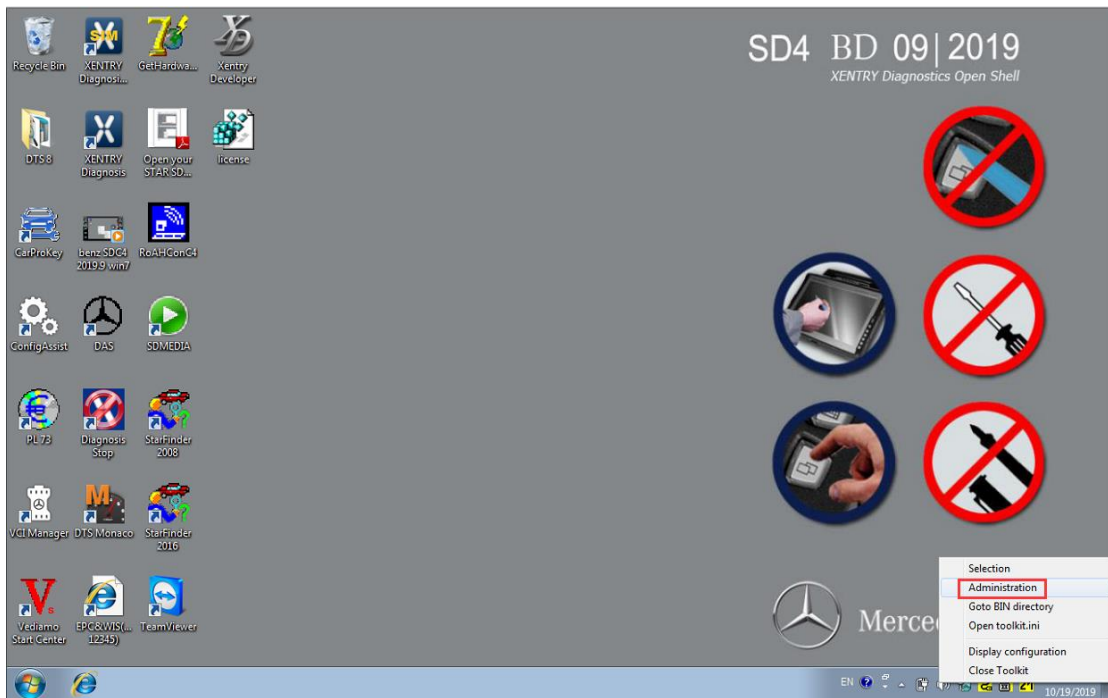 SD4 BD 09|2019
XENTRY Diagnostics Open Shell
Recycle Bin
XENTRY Diagnosi...
GetHardwa...
Xentry Developer
DTS 8
XENTRY Diagnosis
Open your STAR SD...
license
CarProKey
benz SDC4 2019.9 win7
RoAHConC4
ConfigAssist
DAS
SDMEDIA
PL 73
Diagnosis Stop
StarFinder 2008
VCI Manager
DTS Monaco
StarFinder 2016
Vediamo Start Center
EPC&WIS(... 12345)
TeamViewer
Merce
Selection
Administration
Goto BIN directory
Open toolkit.ini
Display configuration
Close Toolkit
EN
10/19/2019